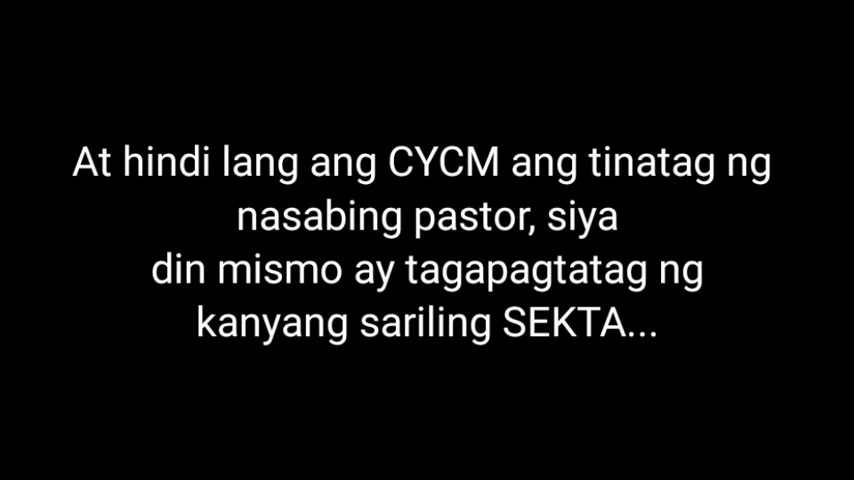 At hindi lang ang CYCM ang tinatag ng
nasabing pastor, siya
din mismo ay tagapagtatag ng
kanyang sariling SEKTA...